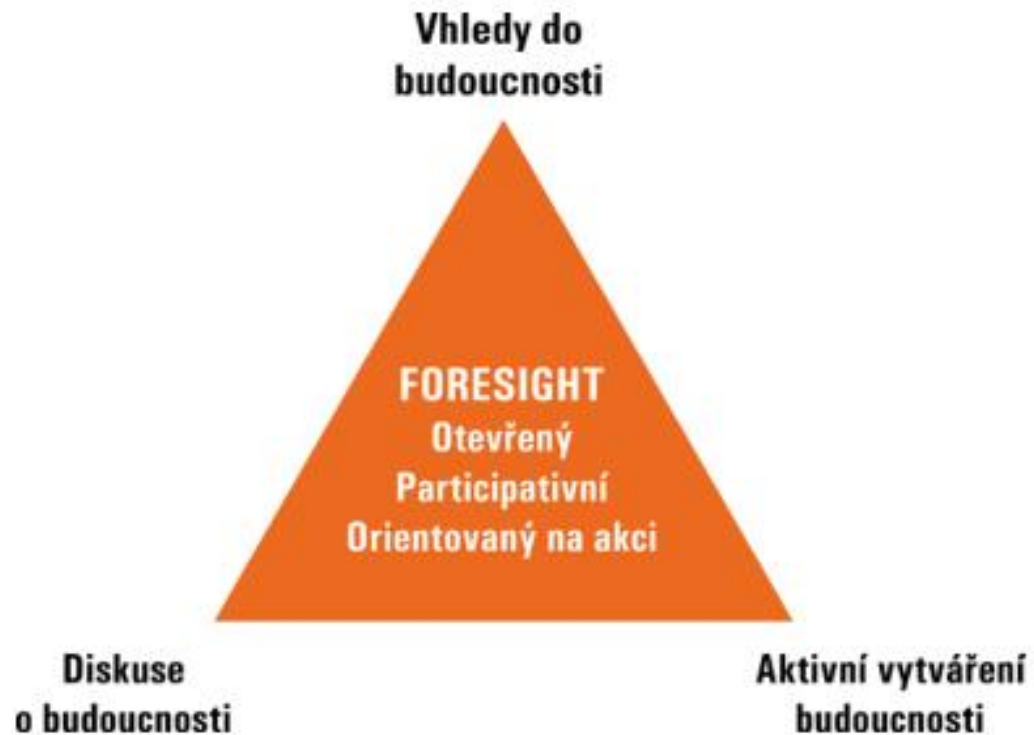 Vhledy do
budoucnosti
FORESIGHT
Otevřený
Participativní
Orientovaný na akci
Diskuse
o budoucnosti
Aktivní vytváření
budoucnosti